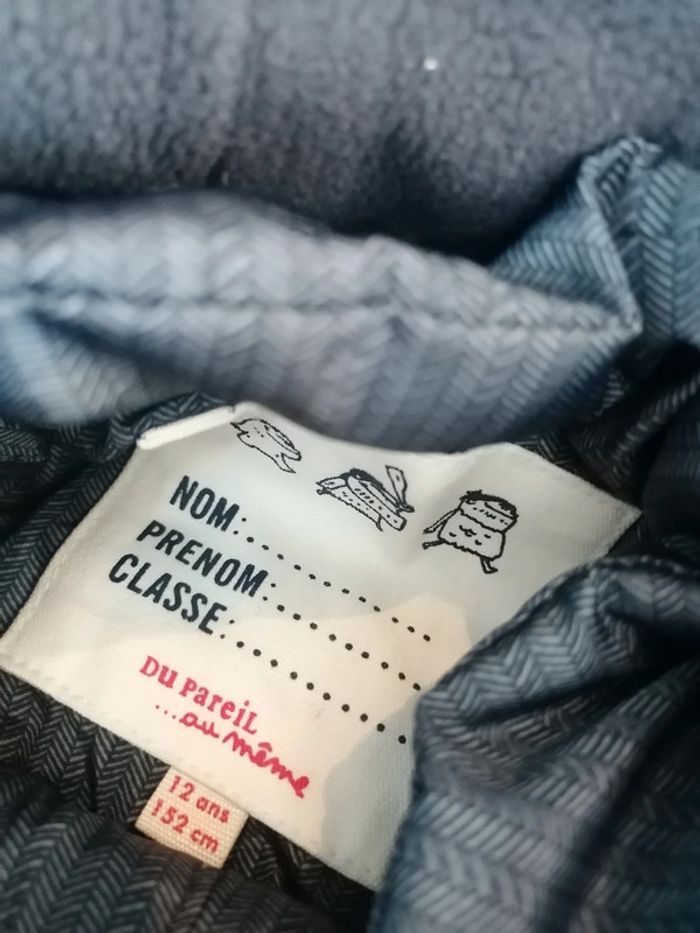 NOM:..............
PRENOM:............
CLASSE:............
DU PareiL
...au même
12 ans
152 cm